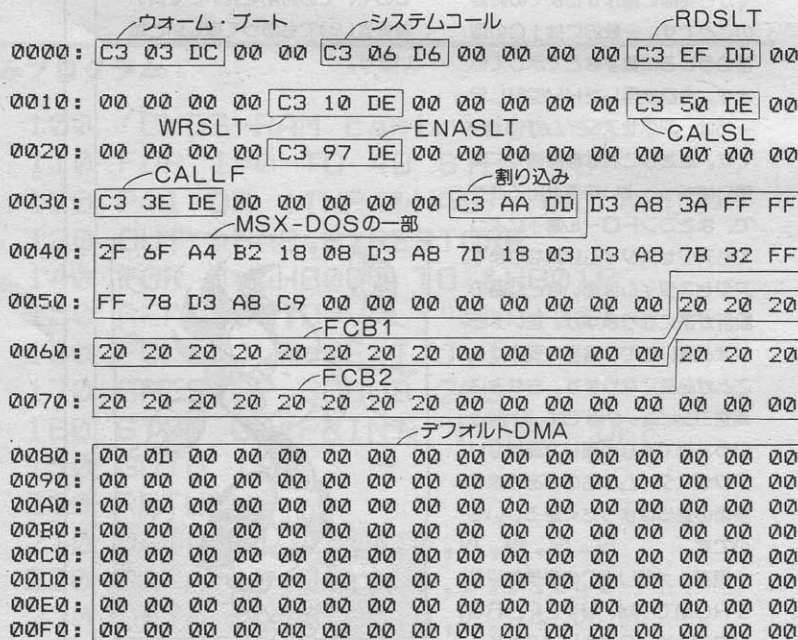 ウォーム・ブート システムコール RDSLT
0000: C3 03 DC 00 00 C3 06 D6 00 00 00 00 C3 EF DD 00
0010: 00 00 00 00 C3 10 DE 00 00 00 00 00 C3 50 DE 00
WRSLT ENASLT CALSL
0020: 00 00 00 00 C3 97 DE 00 00 00 00 00 00 00 00 00
CALLF 割り込み
0030: C3 3E DE 00 00 00 00 00 C3 AA DD D3 A8 3A FF FF
MSX-DOSの一部
0040: 2F 6F A4 B2 18 08 D3 A8 7D 18 03 D3 A8 7B 32 FF
0050: FF 78 D3 A8 C9 00 00 00 00 00 00 00 00 20 20 20
FCB1
0060: 20 20 20 20 20 20 20 20 00 00 00 00 00 20 20 20
FCB2
0070: 20 20 20 20 20 20 20 20 00 00 00 00 00 00 00 00
デフォルトDMA
0080: 00 0D 00 00 00 00 00 00 00 00 00 00 00 00 00 00
0090: 00 00 00 00 00 00 00 00 00 00 00 00 00 00 00 00
00A0: 00 00 00 00 00 00 00 00 00 00 00 00 00 00 00 00
00B0: 00 00 00 00 00 00 00 00 00 00 00 00 00 00 00 00
00C0: 00 00 00 00 00 00 00 00 00 00 00 00 00 00 00 00
00D0: 00 00 00 00 00 00 00 00 00 00 00 00 00 00 00 00
00E0: 00 00 00 00 00 00 00 00 00 00 00 00 00 00 00 00
00F0: 00 00 00 00 00 00 00 00 00 00 00 00 00 00 00 00